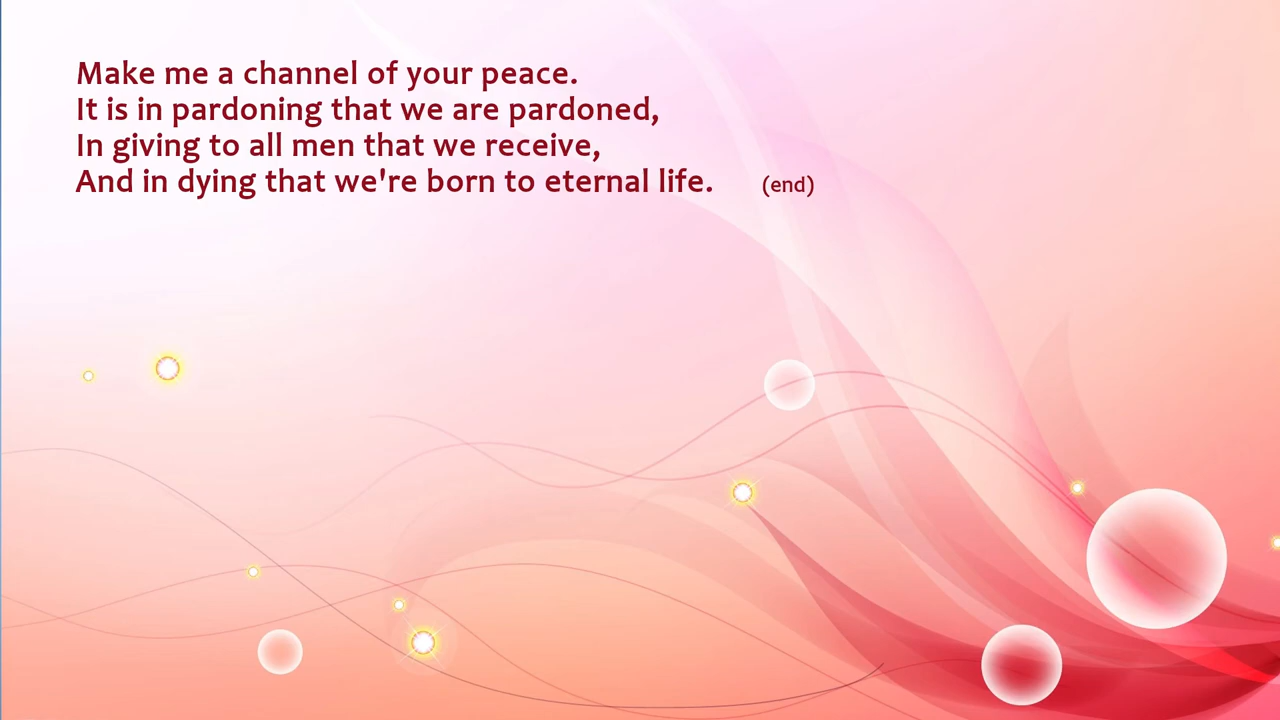 Make me a channel of your peace.
It is in pardoning that we are pardoned,
In giving to all men that we receive,
And in dying that we're born to eternal life. (end)